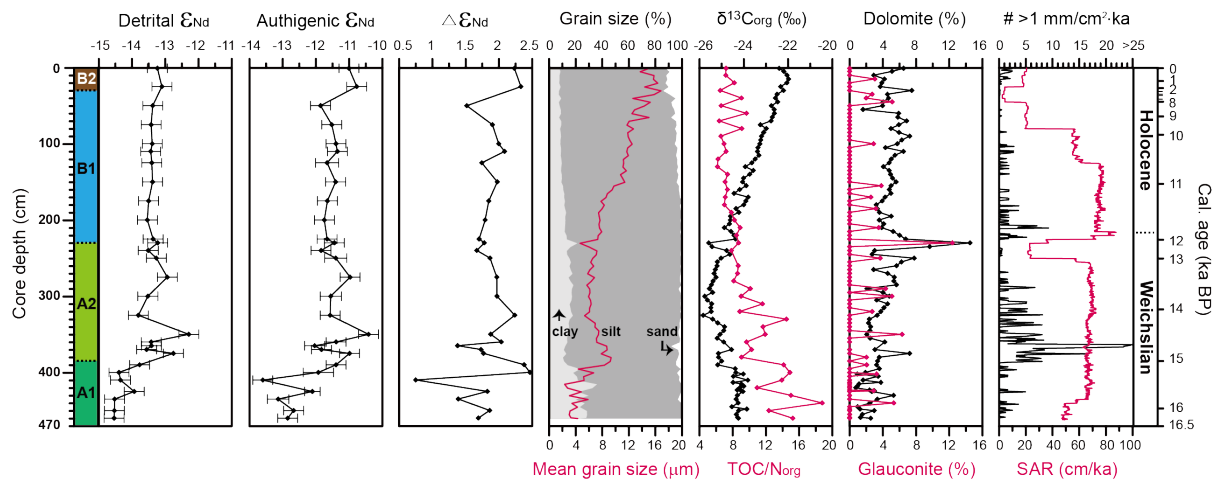 Detrital εNd
Authigenic εNd
△ εNd
Grain size (%)
δ¹³Corg (‰)
Dolomite (%)
# >1 mm/cm²·ka
-15 -14 -13 -12 -11
-14 -13 -12 -11 -10
0.5 1 1.5 2 2.5
0 20 40 60 80 100
-26 -24 -22 -20
0 4 8 12 16
0 5 10 15 20 >25
Core depth (cm)
0
100
200
300
400
470
B2
B1
A2
A1
clay
silt
sand
Holocene
Weichslian
0
1
2
8
9
10
11
12
13
14
15
16
16.5
Cal. age (ka BP)
0 4 8 12 16 20
4 8 12 16 20
0 2 4 6 8 10 12 14 16
0 20 40 60 80 100
Mean grain size (μm)
TOC/Norg
Glauconite (%)
SAR (cm/ka)